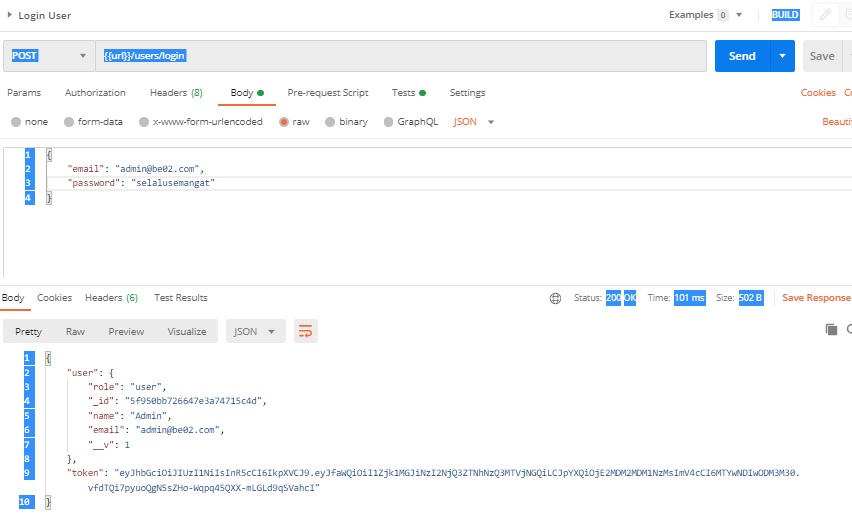 Login User Examples 0 BUILD
POST {{url}}/users/login Send Save
Params Authorization Headers (8) Body Pre-request Script Tests Settings Cookies
none form-data x-www-form-urlencoded raw binary GraphQL JSON Beauti
1 {
2 "email": "admin@be02.com",
3 "password": "selalusemangat"
4 }
Body Cookies Headers (6) Test Results Status: 200 OK Time: 101 ms Size: 502 B Save Response
Pretty Raw Preview Visualize JSON
1 {
2 "user": {
3 "role": "user",
4 "_id": "5f950bb726647e3a74715c4d",
5 "name": "Admin",
6 "email": "admin@be02.com",
7 "__v": 1
8 },
9 "token": "eyJhbGciOiJIUzI1NiIsInR5cCI6IkpXVCJ9.eyJfaWQiOiI1Zjk1MGJiNzI2NjQ3ZTNhNzQ3MTVjNGQiLCJpYXQiOjE2MDM2MDM1NzMsImV4cCI6MTYwNDIwODM3M30.
vfdTQi7pyuoQgN5sZHo-Wqpq45QXX-mLGLd9qSVahcI"
10 }